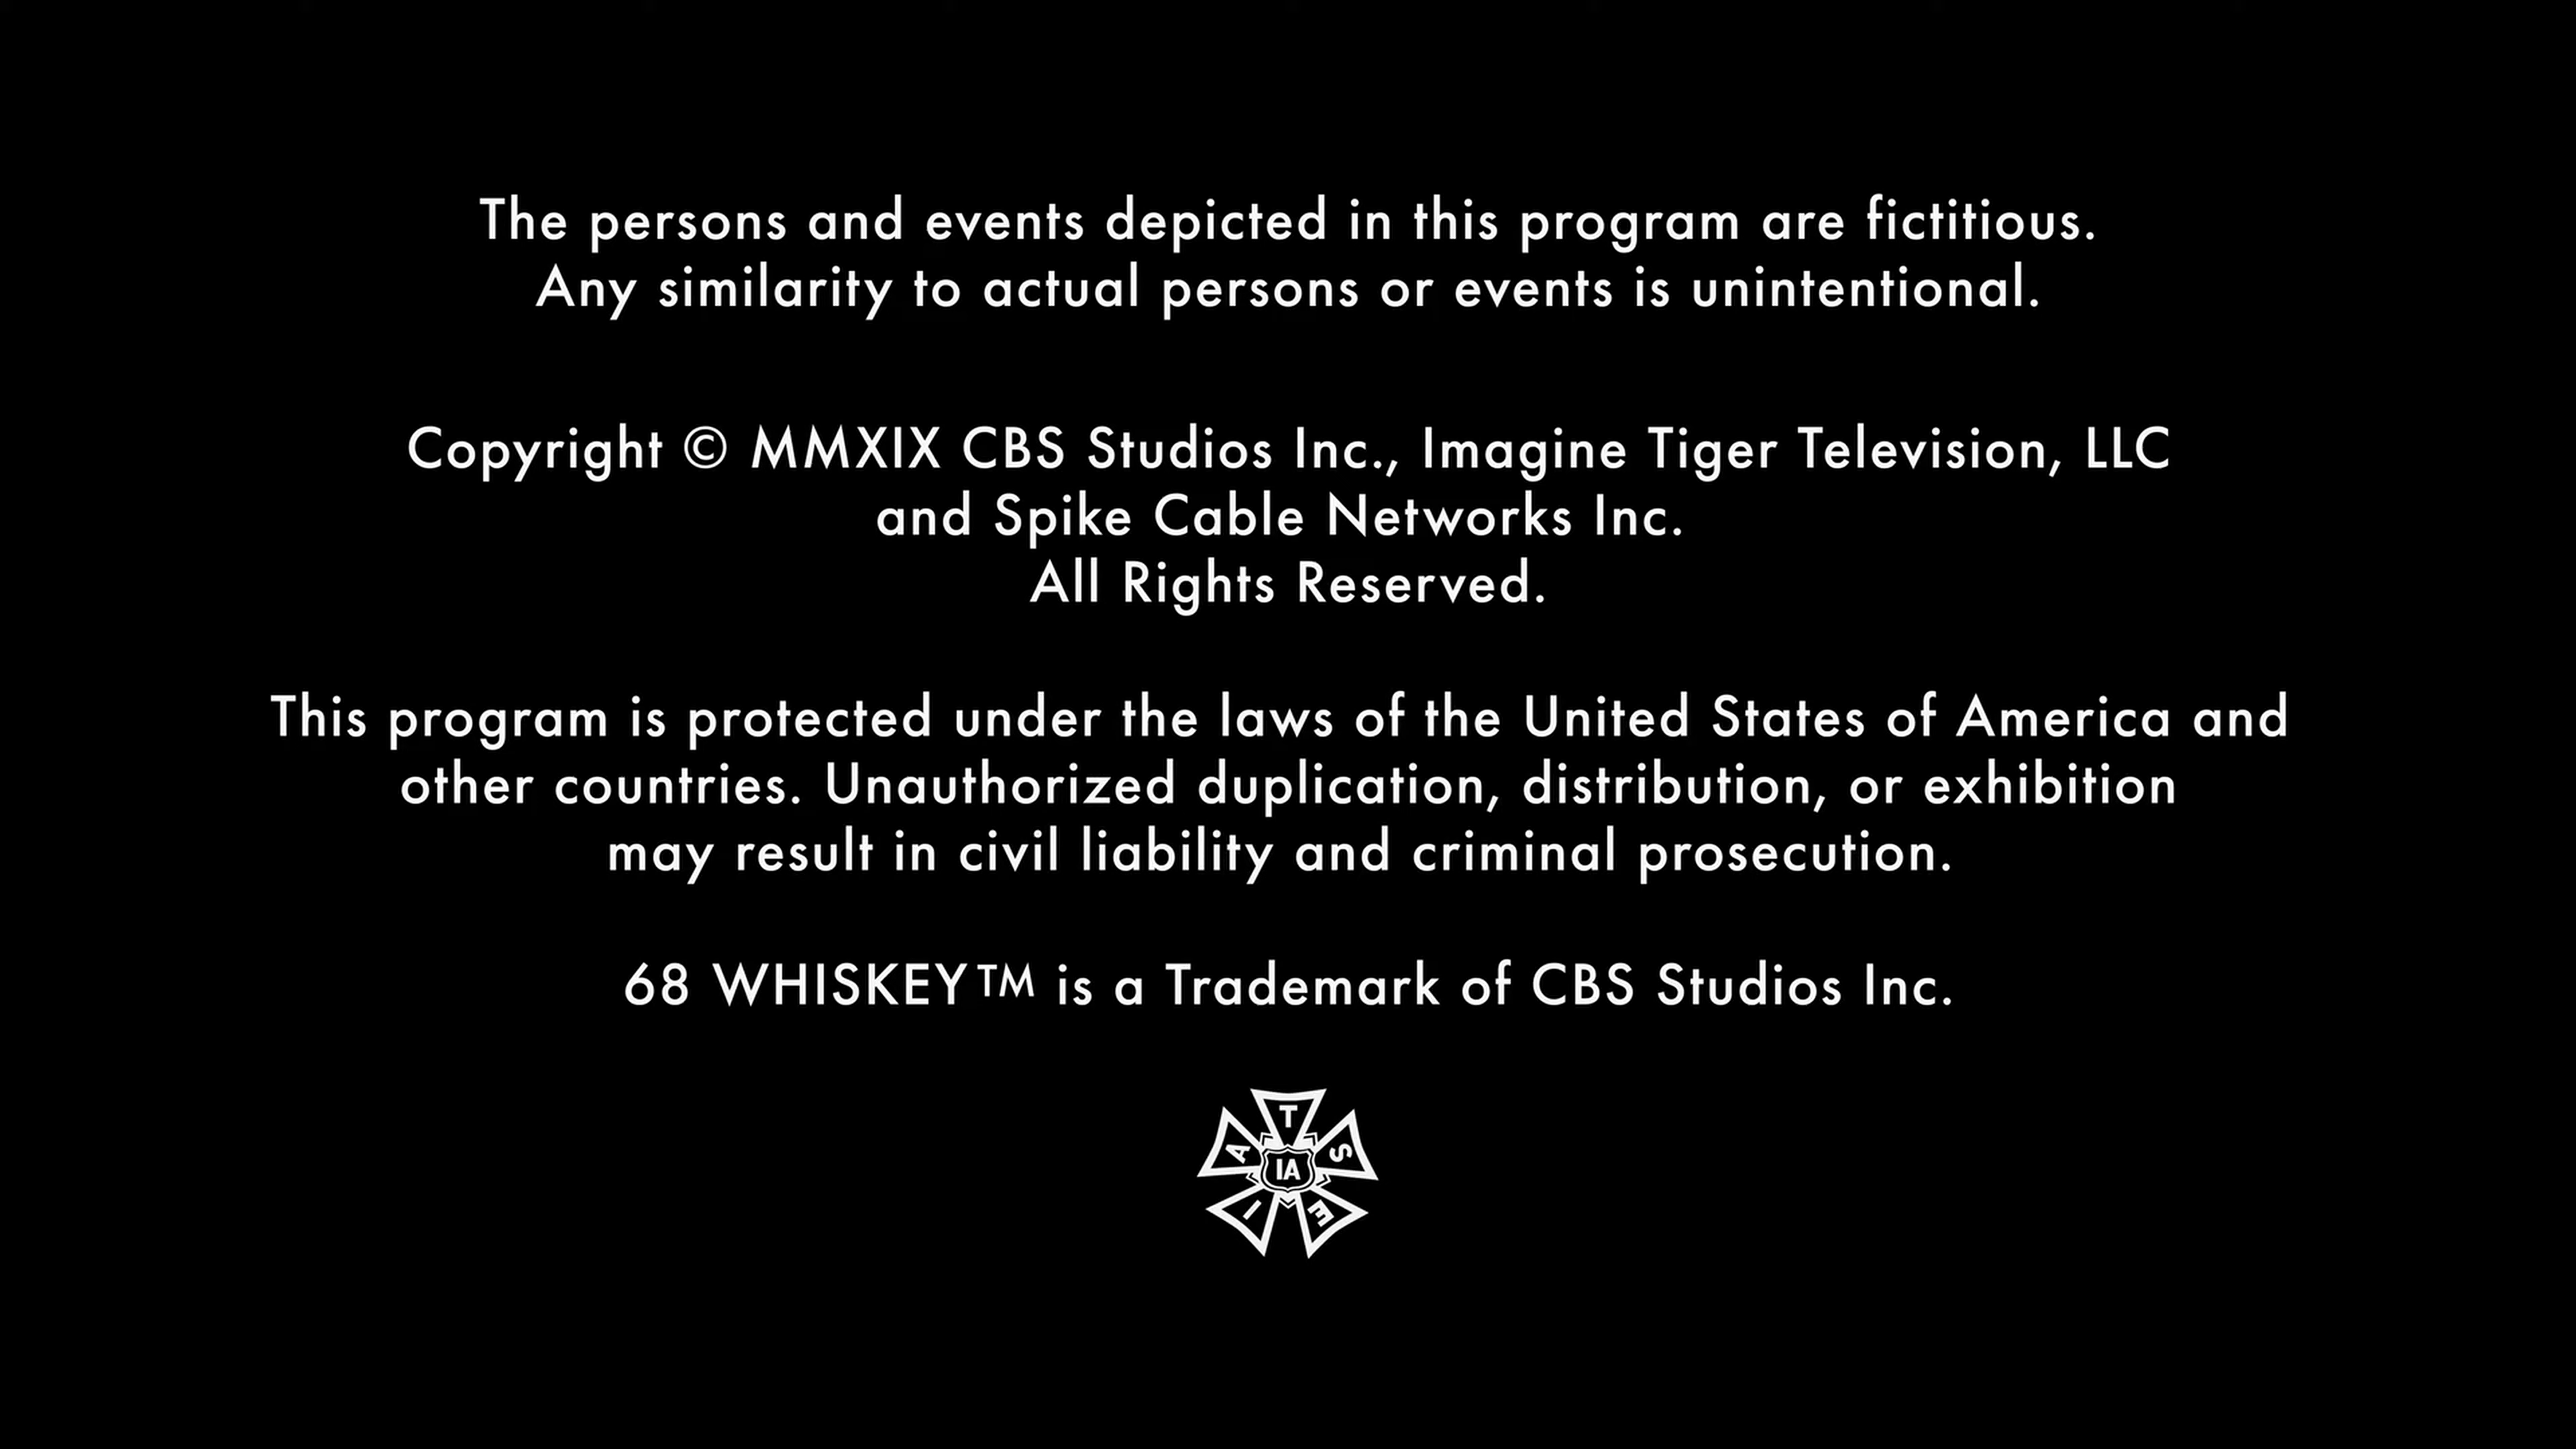 The persons and events depicted in this program are fictitious.
Any similarity to actual persons or events is unintentional.
Copyright © MMXIX CBS Studios Inc., Imagine Tiger Television, LLC
and Spike Cable Networks Inc.
All Rights Reserved.
This program is protected under the laws of the United States of America and
other countries. Unauthorized duplication, distribution, or exhibition
may result in civil liability and criminal prosecution.
68 WHISKEY™ is a Trademark of CBS Studios Inc.
I A T S E
IA